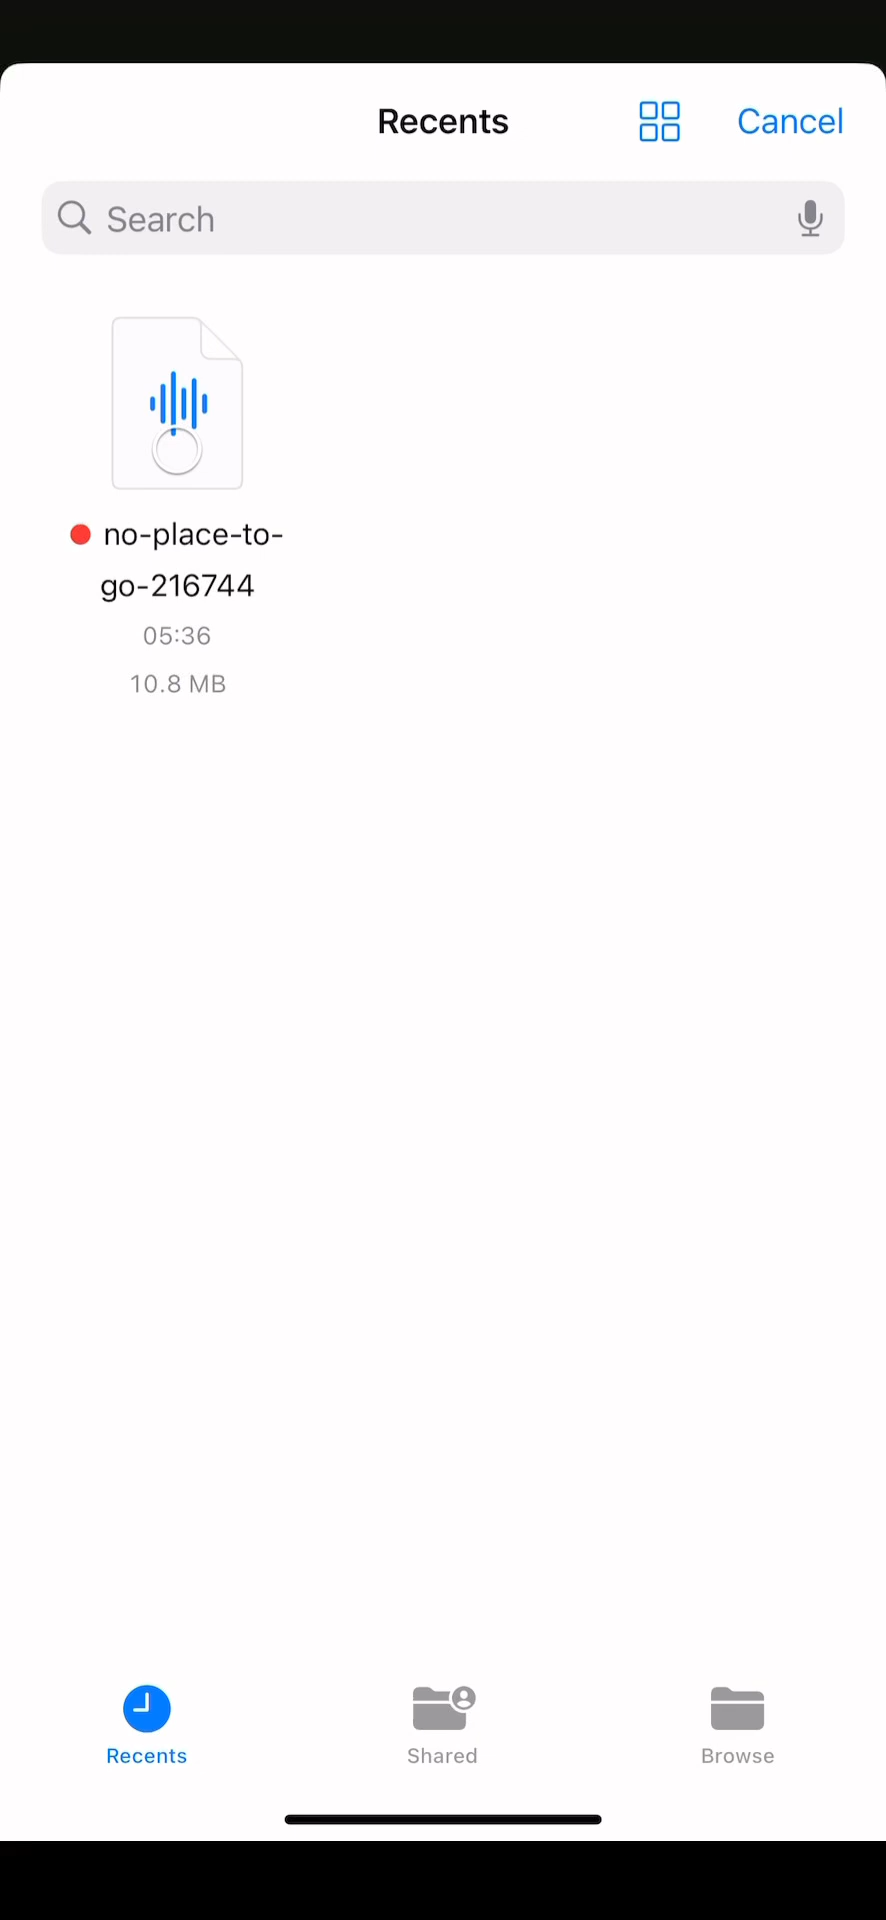 Recents
Cancel
Search
no-place-to-
go-216744
05:36
10.8 MB
Recents
Shared
Browse